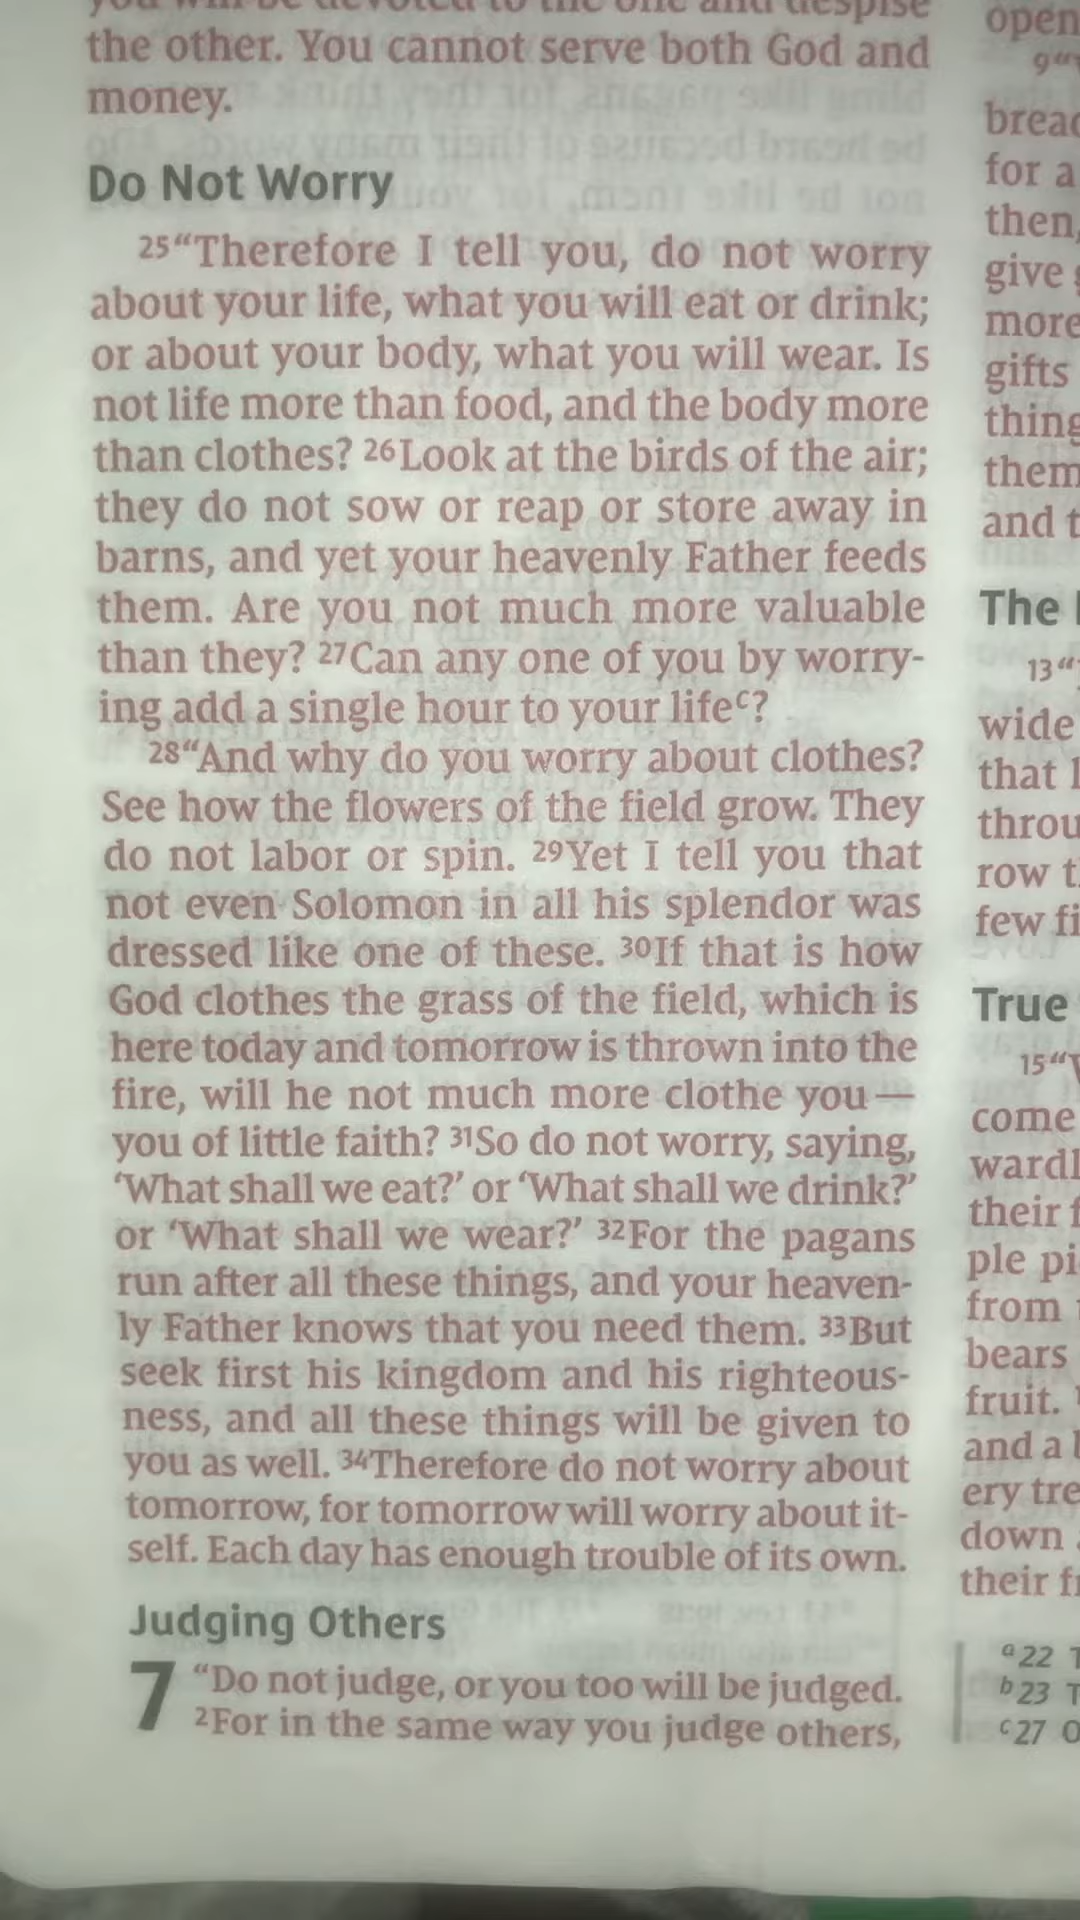 you will be devoted to the one and despise
the other. You cannot serve both God and
money.
Do Not Worry
25“Therefore I tell you, do not worry
about your life, what you will eat or drink;
or about your body, what you will wear. Is
not life more than food, and the body more
than clothes? 26Look at the birds of the air;
they do not sow or reap or store away in
barns, and yet your heavenly Father feeds
them. Are you not much more valuable
than they? 27Can any one of you by worry-
ing add a single hour to your lifec?
28“And why do you worry about clothes?
See how the flowers of the field grow. They
do not labor or spin. 29Yet I tell you that
not even Solomon in all his splendor was
dressed like one of these. 30If that is how
God clothes the grass of the field, which is
here today and tomorrow is thrown into the
fire, will he not much more clothe you —
you of little faith? 31So do not worry, saying,
‘What shall we eat?’ or ‘What shall we drink?’
or ‘What shall we wear?’ 32For the pagans
run after all these things, and your heaven-
ly Father knows that you need them. 33But
seek first his kingdom and his righteous-
ness, and all these things will be given to
you as well. 34Therefore do not worry about
tomorrow, for tomorrow will worry about it-
self. Each day has enough trouble of its own.
Judging Others
7 “Do not judge, or you too will be judged.
2For in the same way you judge others,
open
9“
bread
for a
then,
give
more
gifts
thing
them
and t
The
13“
wide
that
throu
row t
few fi
True
15“
come
wardl
their f
ple pi
from
bears
fruit.
and a
ery tre
down
their fr
a22 T
b23 T
c27 O